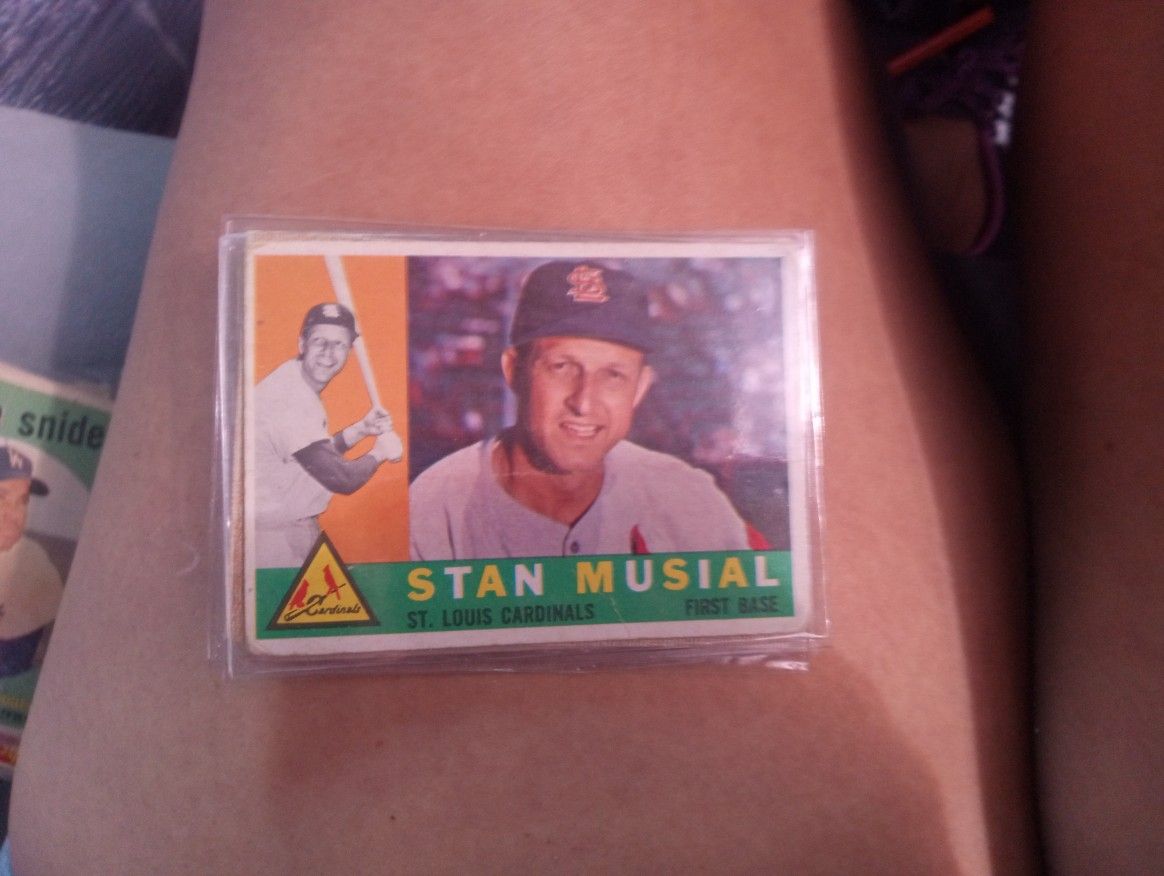 STAN MUSIAL
ST. LOUIS CARDINALS FIRST BASE
Cardinals
snide